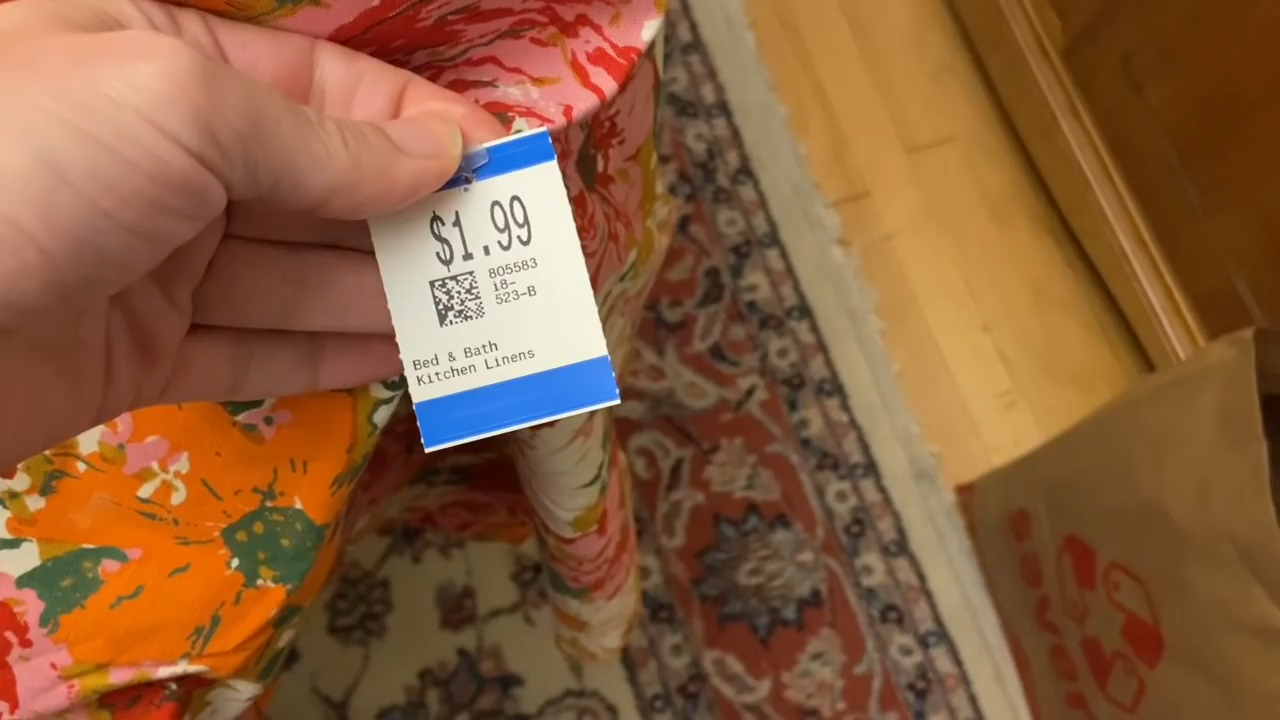 $1.99
805583
i8-
523-B
Bed & Bath
Kitchen Linens